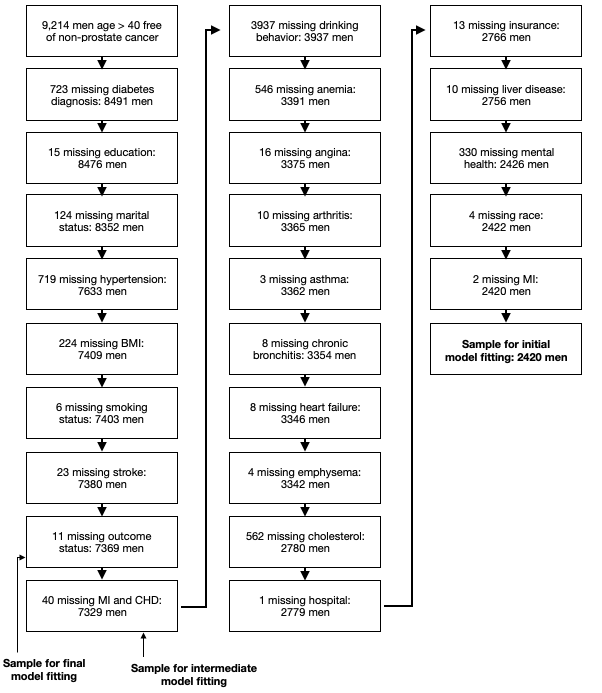 9,214 men age > 40 free
of non-prostate cancer
723 missing diabetes
diagnosis: 8491 men
15 missing education:
8476 men
124 missing marital
status: 8352 men
719 missing hypertension:
7633 men
224 missing BMI:
7409 men
6 missing smoking
status: 7403 men
23 missing stroke:
7380 men
11 missing outcome
status: 7369 men
40 missing MI and CHD:
7329 men
Sample for final
model fitting
Sample for intermediate
model fitting
3937 missing drinking
behavior: 3937 men
546 missing anemia:
3391 men
16 missing angina:
3375 men
10 missing arthritis:
3365 men
3 missing asthma:
3362 men
8 missing chronic
bronchitis: 3354 men
8 missing heart failure:
3346 men
4 missing emphysema:
3342 men
562 missing cholesterol:
2780 men
1 missing hospital:
2779 men
13 missing insurance:
2766 men
10 missing liver disease:
2756 men
330 missing mental
health: 2426 men
4 missing race:
2422 men
2 missing MI:
2420 men
Sample for initial
model fitting: 2420 men